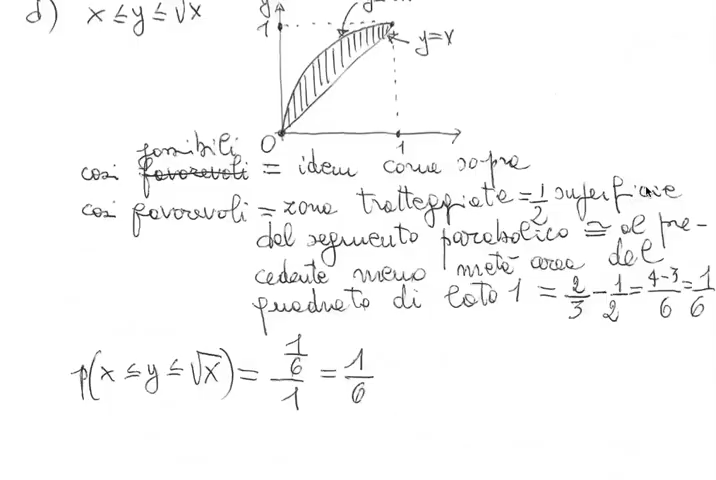 d) x ≤ y ≤ √x
y
1
y=x
O
1
possibili
casi favorevoli = idem come sopra
casi favorevoli = zona tratteggiata = 1/2 superficie
del segmento parabolico ≅ al pre-
cedente meno metà area del
quadrato di lato 1 = 2/3 - 1/2 = 4-3/6 = 1/6
p(x ≤ y ≤ √x) = 1/6/1 = 1/6